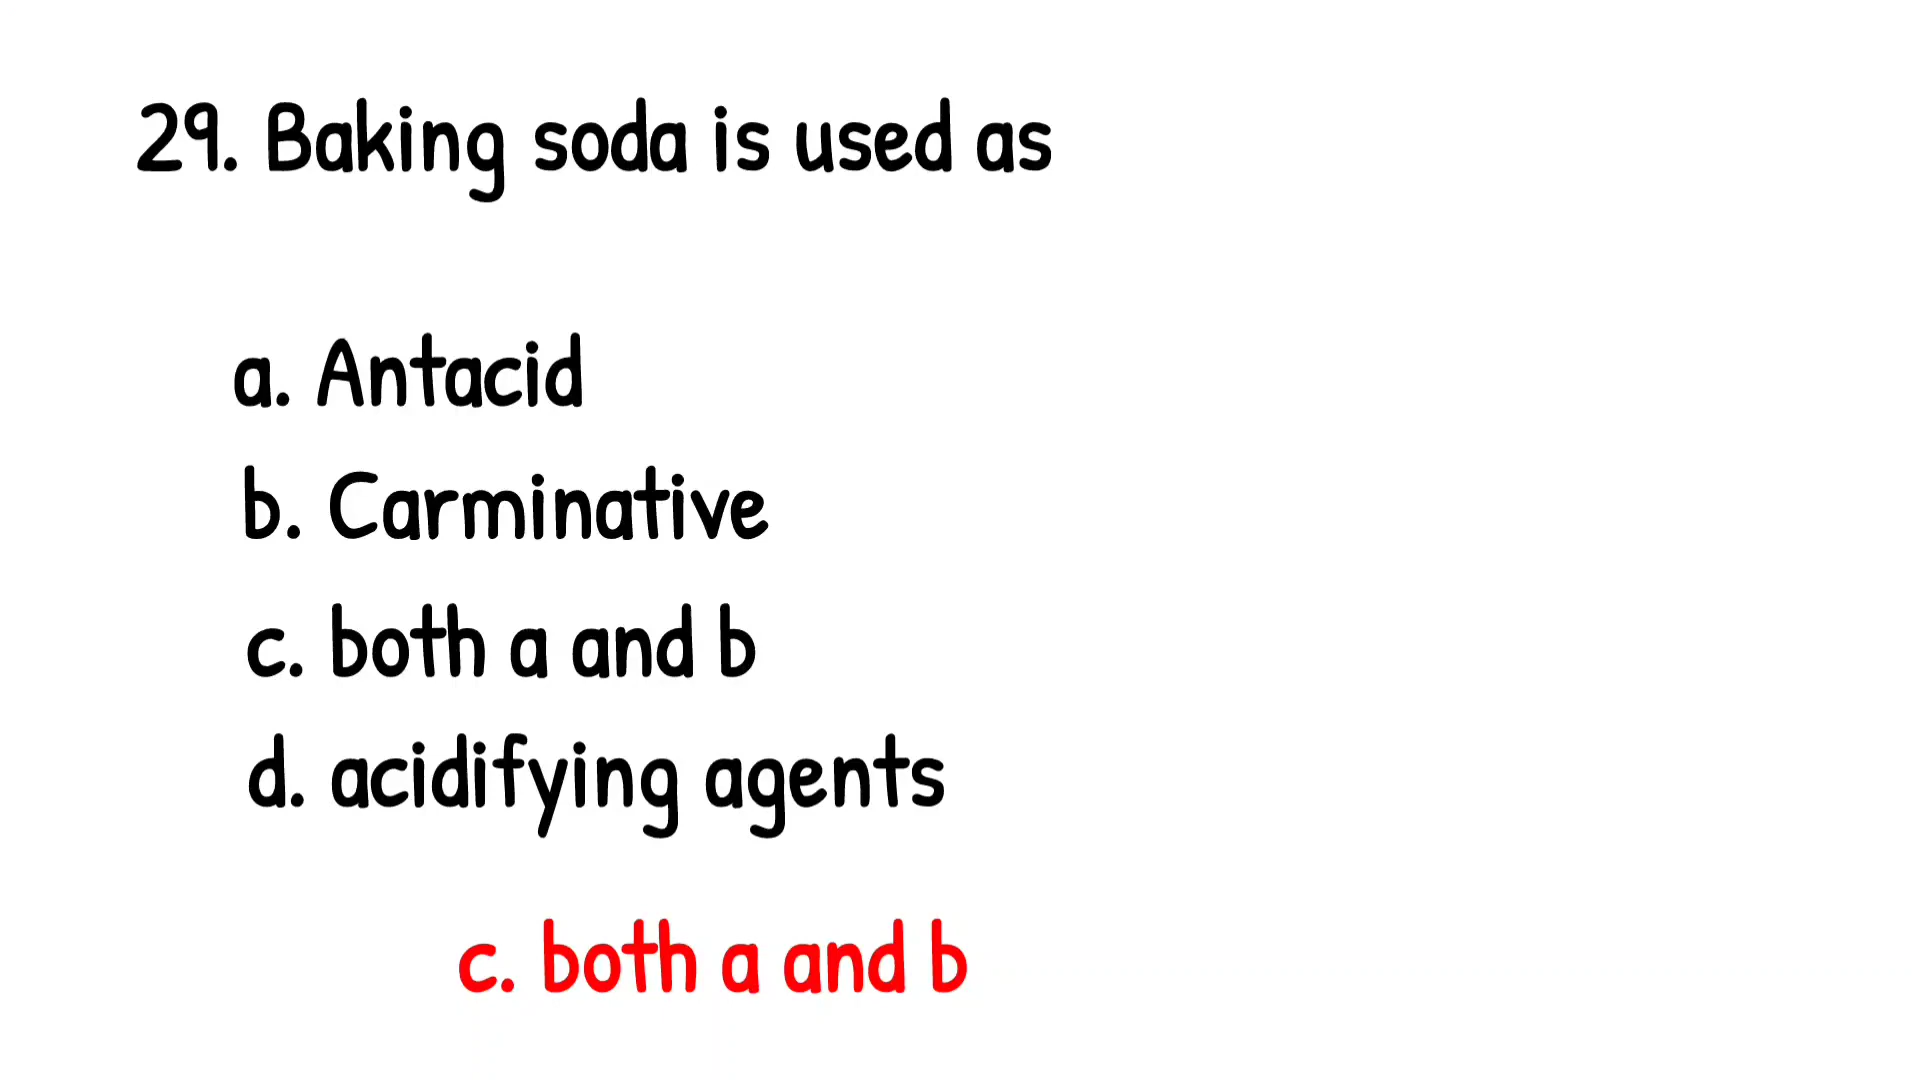 29. Baking soda is used as
a. Antacid
b. Carminative
c. both a and b
d. acidifying agents
c. both a and b